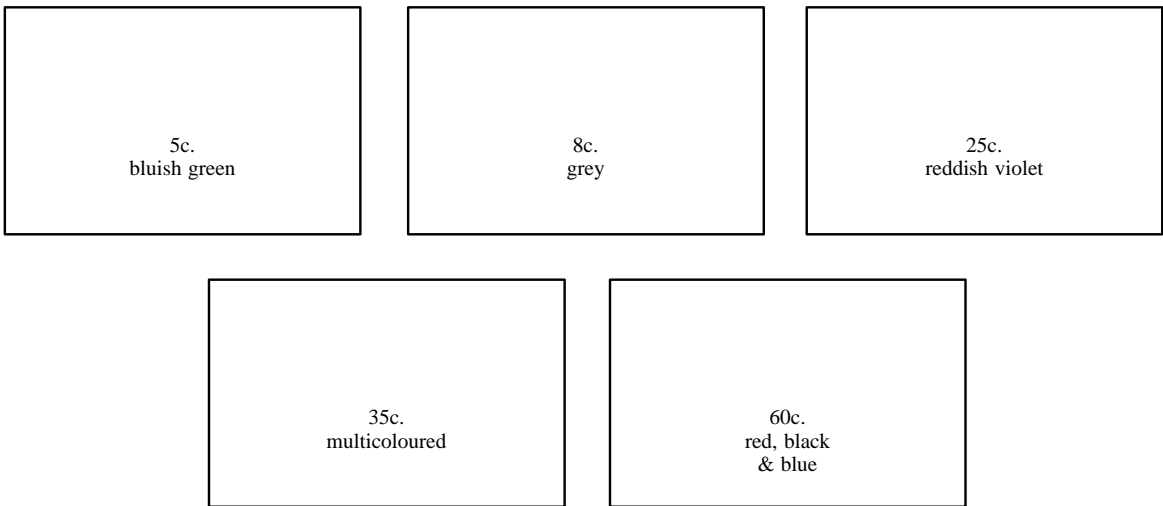 5c.
bluish green
8c.
grey
25c.
reddish violet
35c.
multicoloured
60c.
red, black
& blue